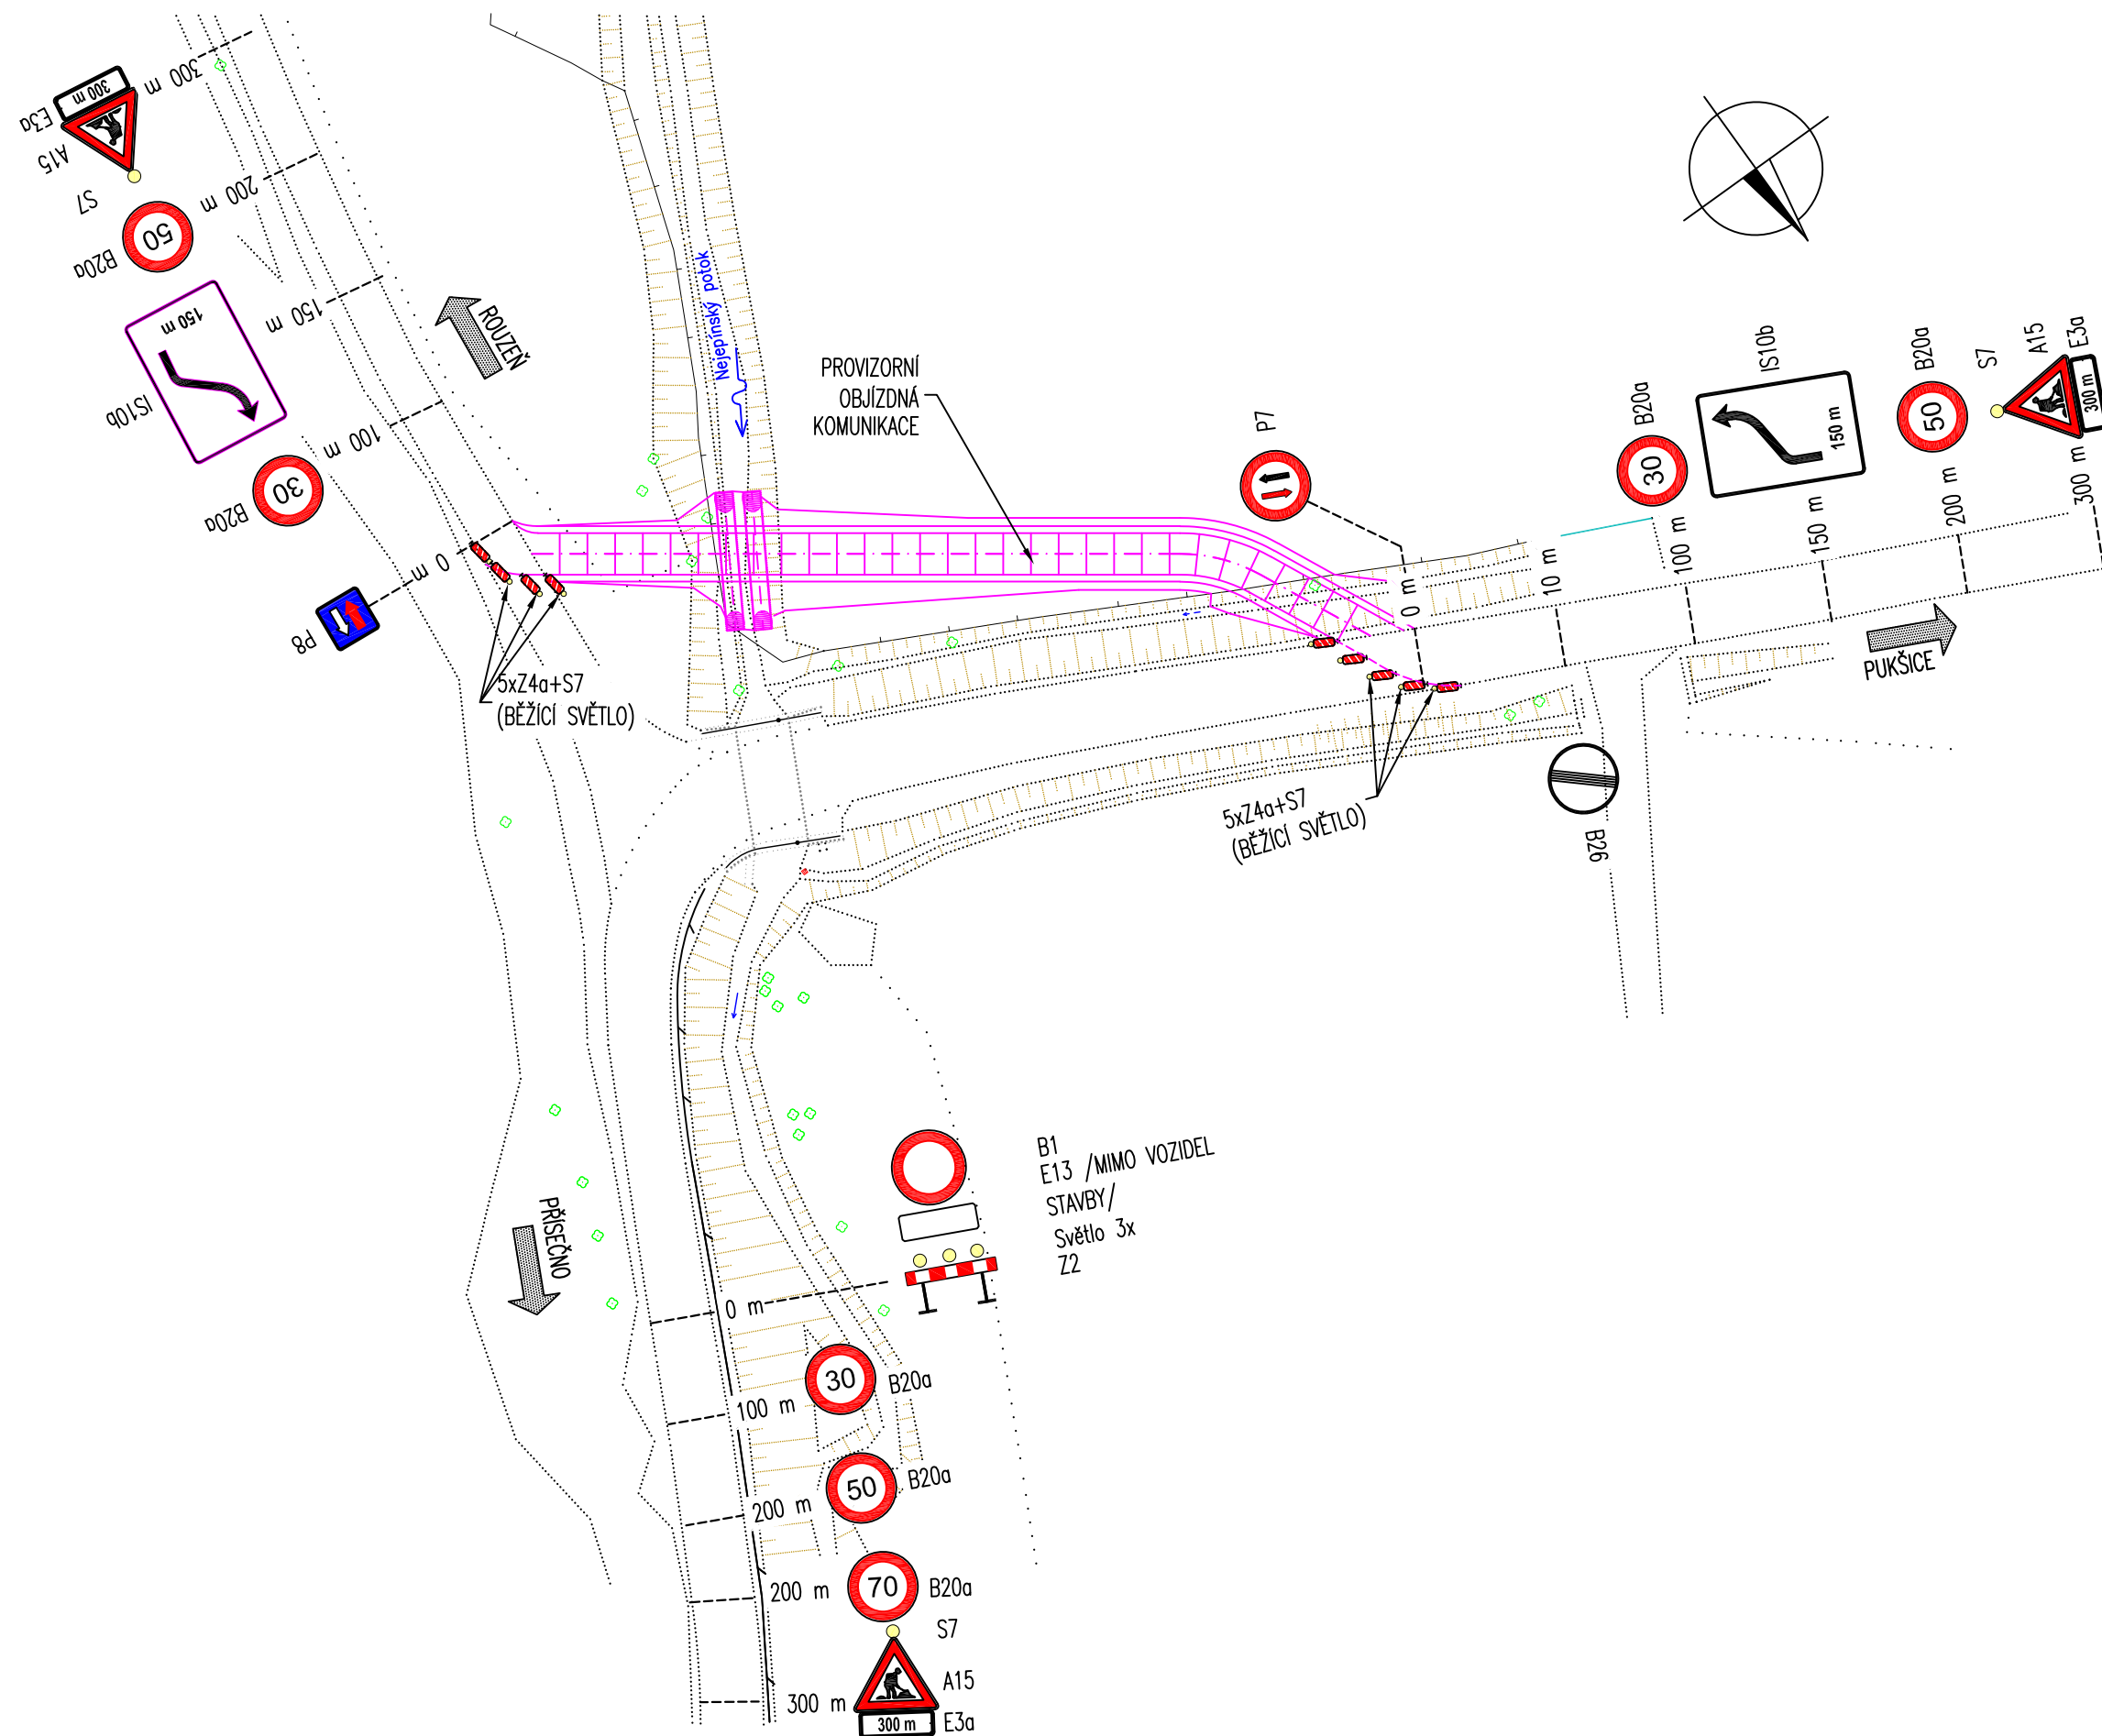 300 m
300 m
E3a
A15
S7
200 m
50
B20a
150 m
150 m
IS10b
100 m
30
B20a
0 m
P8
ROUZEŇ
Nejepínský potok
PROVIZORNÍ
OBJÍZDNÁ
KOMUNIKACE
P7
0 m
10 m
B20a
30
100 m
IS10b
150 m
150 m
B20a
50
200 m
S7
A15
E3a
300 m
300 m
PUKŠICE
5xZ4a+S7
(BĚŽÍCÍ SVĚTLO)
5xZ4a+S7
(BĚŽÍCÍ SVĚTLO)
B26
PŘÍSEČNO
B1
E13 /MIMO VOZIDEL
STAVBY/
Světlo 3x
Z2
0 m
30
B20a
100 m
50
B20a
200 m
70
B20a
200 m
S7
A15
300 m
300 m
E3a